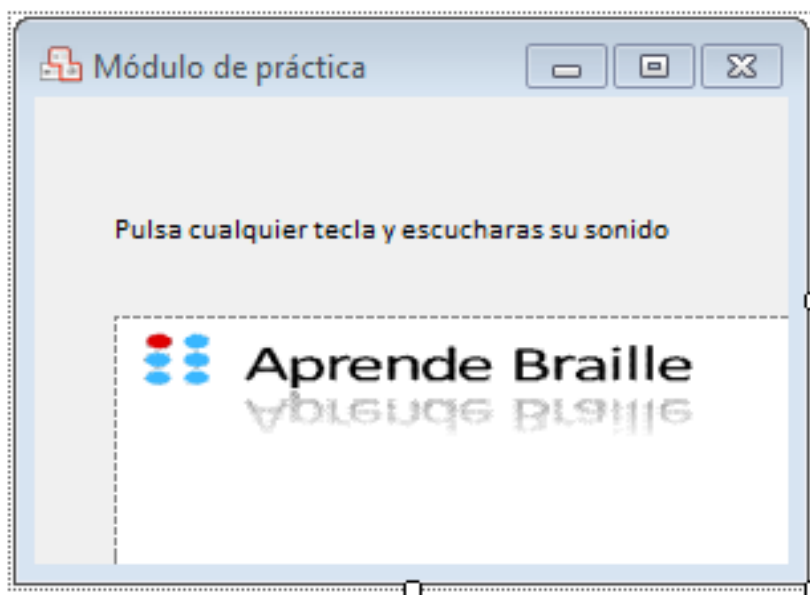 Módulo de práctica
Pulsa cualquier tecla y escucharas su sonido
Aprende Braille